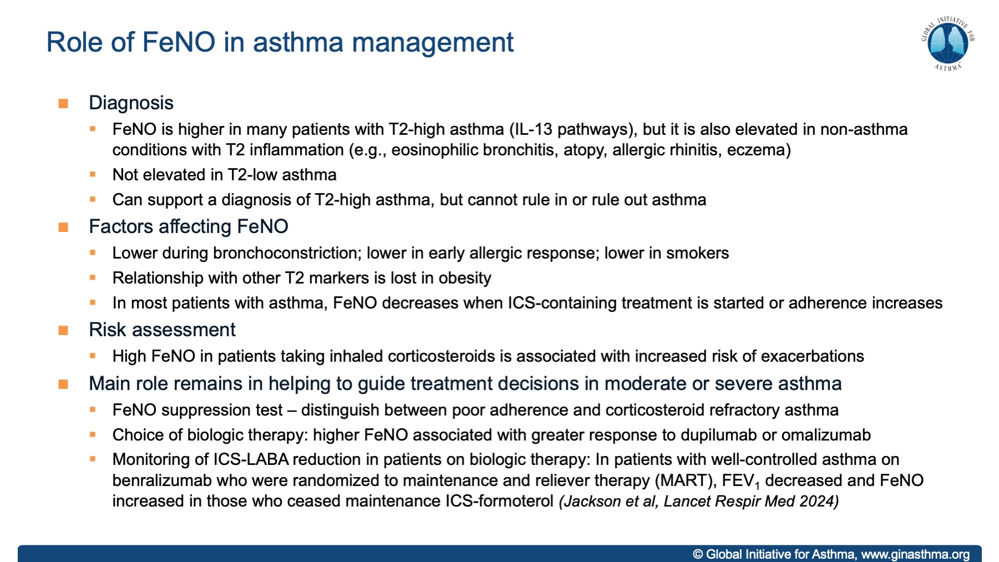 Role of FeNO in asthma management
GLOBAL INITIATIVE FOR
ASTHMA
Diagnosis
FeNO is higher in many patients with T2-high asthma (IL-13 pathways), but it is also elevated in non-asthma
conditions with T2 inflammation (e.g., eosinophilic bronchitis, atopy, allergic rhinitis, eczema)
Not elevated in T2-low asthma
Can support a diagnosis of T2-high asthma, but cannot rule in or rule out asthma
Factors affecting FeNO
Lower during bronchoconstriction; lower in early allergic response; lower in smokers
Relationship with other T2 markers is lost in obesity
In most patients with asthma, FeNO decreases when ICS-containing treatment is started or adherence increases
Risk assessment
High FeNO in patients taking inhaled corticosteroids is associated with increased risk of exacerbations
Main role remains in helping to guide treatment decisions in moderate or severe asthma
FeNO suppression test – distinguish between poor adherence and corticosteroid refractory asthma
Choice of biologic therapy: higher FeNO associated with greater response to dupilumab or omalizumab
Monitoring of ICS-LABA reduction in patients on biologic therapy: In patients with well-controlled asthma on
benralizumab who were randomized to maintenance and reliever therapy (MART), FEV₁ decreased and FeNO
increased in those who ceased maintenance ICS-formoterol (Jackson et al, Lancet Respir Med 2024)
© Global Initiative for Asthma, www.ginasthma.org